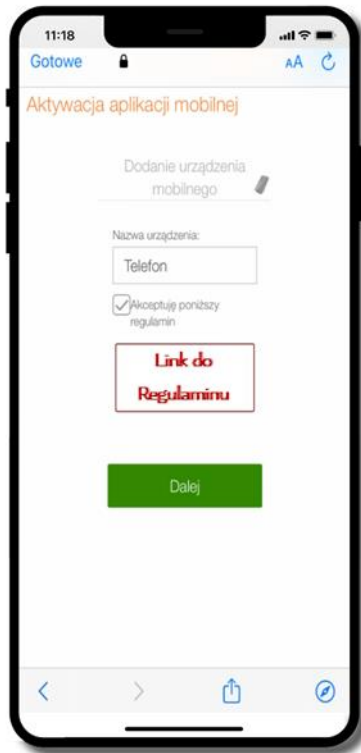 11:18
Gotowe AA
Aktywacja aplikacji mobilnej
Dodanie urządzenia
mobilnego
Nazwa urządzenia:
Telefon
Akceptuję poniższy
regulamin
Link do
Regulaminu
Dalej